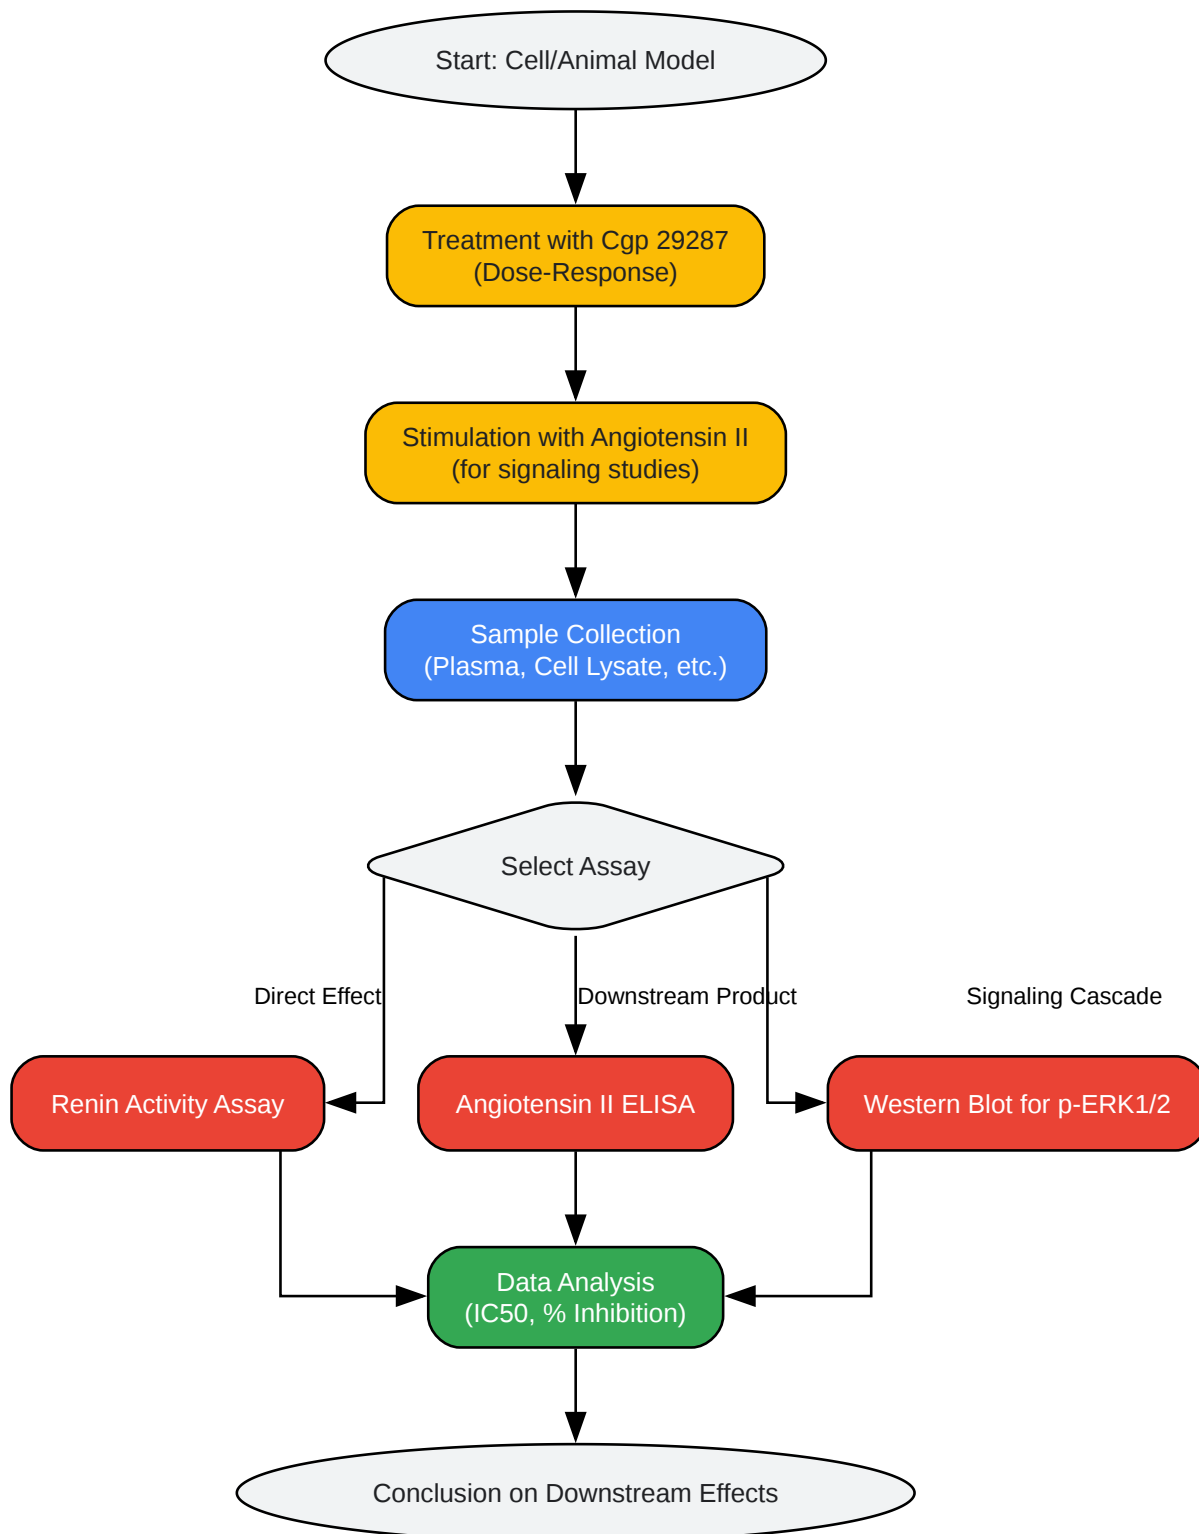 Start: Cell/Animal Model
Treatment with Cgp 29287
(Dose-Response)
Stimulation with Angiotensin II
(for signaling studies)
Sample Collection
(Plasma, Cell Lysate, etc.)
Select Assay
Direct Effect
Downstream Product
Signaling Cascade
Renin Activity Assay
Angiotensin II ELISA
Western Blot for p-ERK1/2
Data Analysis
(IC50, % Inhibition)
Conclusion on Downstream Effects